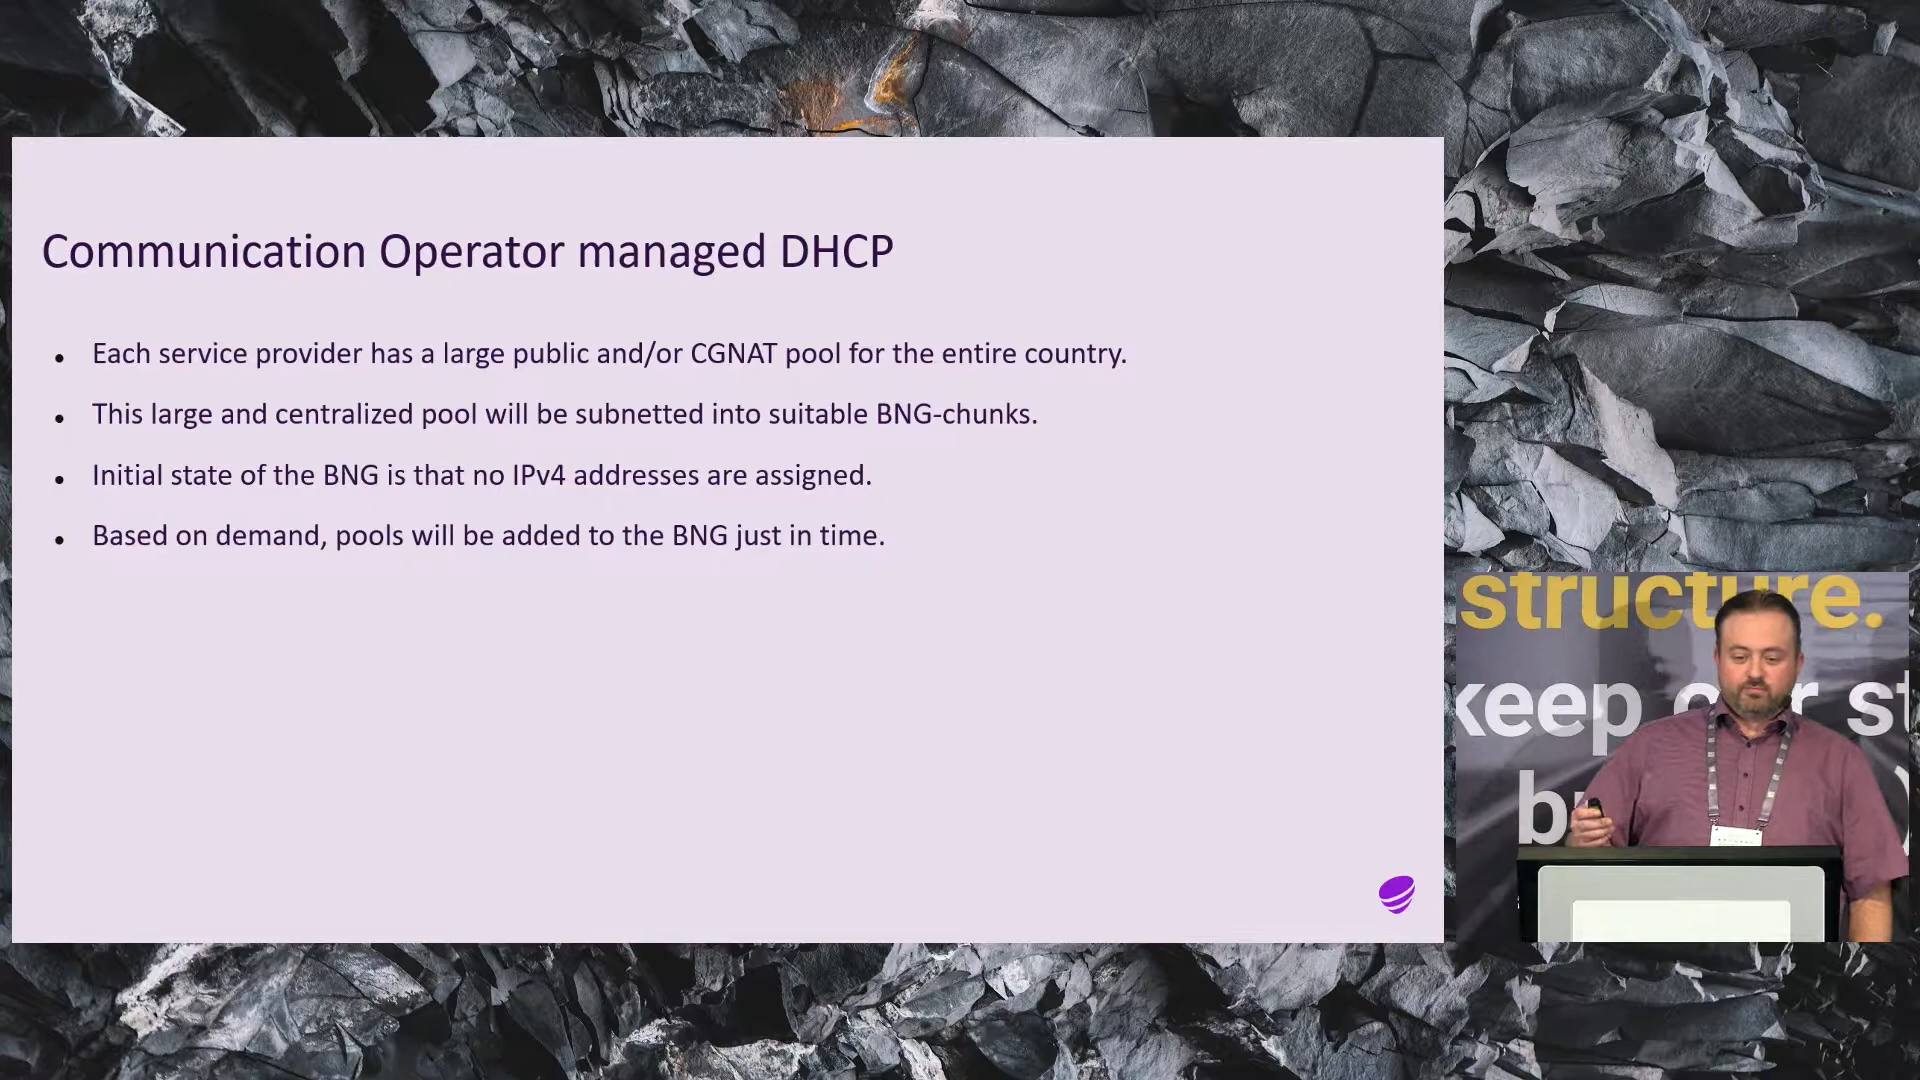 Communication Operator managed DHCP
• Each service provider has a large public and/or CGNAT pool for the entire country.
• This large and centralized pool will be subnetted into suitable BNG-chunks.
• Initial state of the BNG is that no IPv4 addresses are assigned.
• Based on demand, pools will be added to the BNG just in time.
structure.
keep our st
b